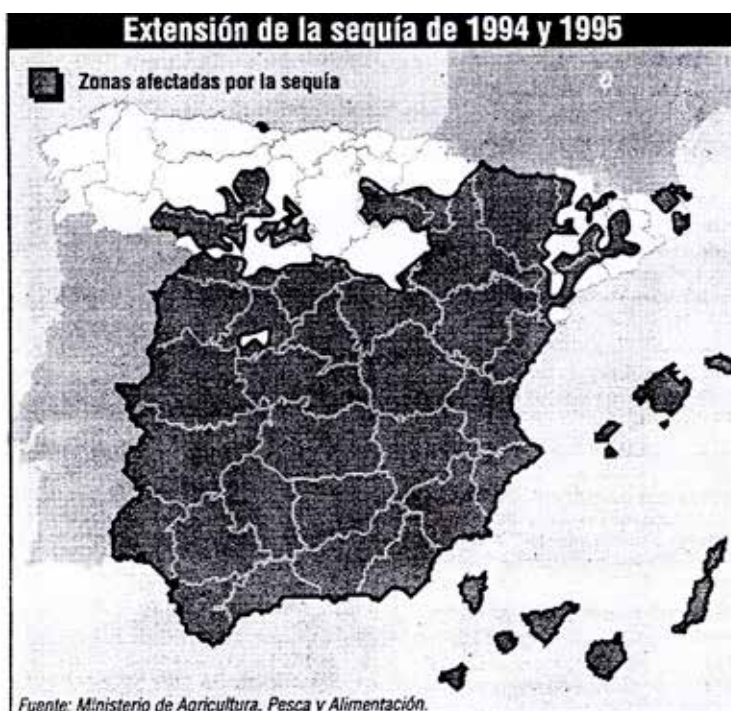 Extensión de la sequía de 1994 y 1995
Zonas afectadas por la sequía
Fuente: Ministerio de Agricultura, Pesca y Alimentación.